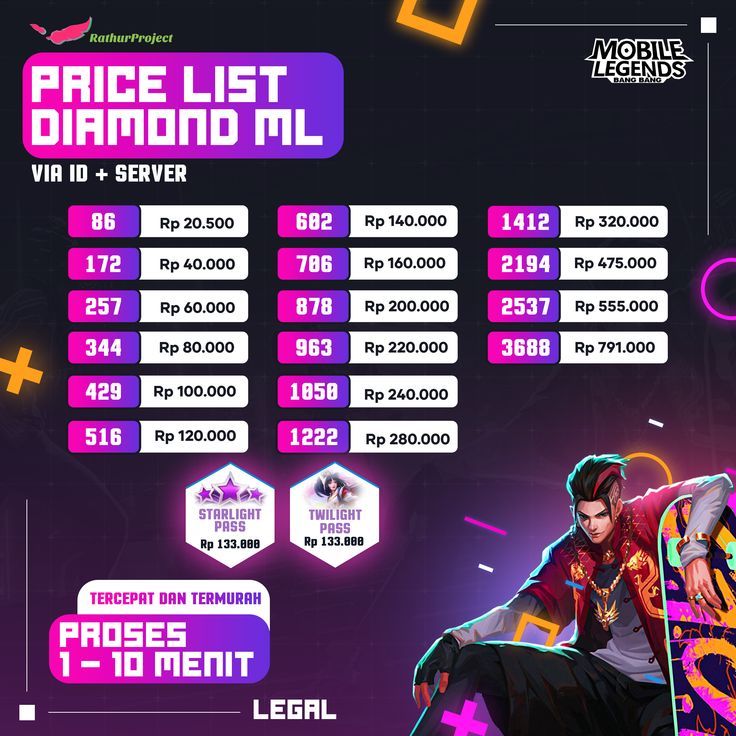 RathurProject
MOBILE
LEGENDS
BANG BANG
PRICE LIST
DIAMOND ML
VIA ID + SERVER
86 Rp 20.500
172 Rp 40.000
257 Rp 60.000
344 Rp 80.000
429 Rp 100.000
516 Rp 120.000
602 Rp 140.000
706 Rp 160.000
878 Rp 200.000
963 Rp 220.000
1050 Rp 240.000
1222 Rp 280.000
1412 Rp 320.000
2194 Rp 475.000
2537 Rp 555.000
3688 Rp 791.000
STARLIGHT
PASS
Rp 133.000
TWILIGHT
PASS
Rp 133.000
TERCEPAT DAN TERMURAH
PROSES
1 - 10 MENIT
LEGAL